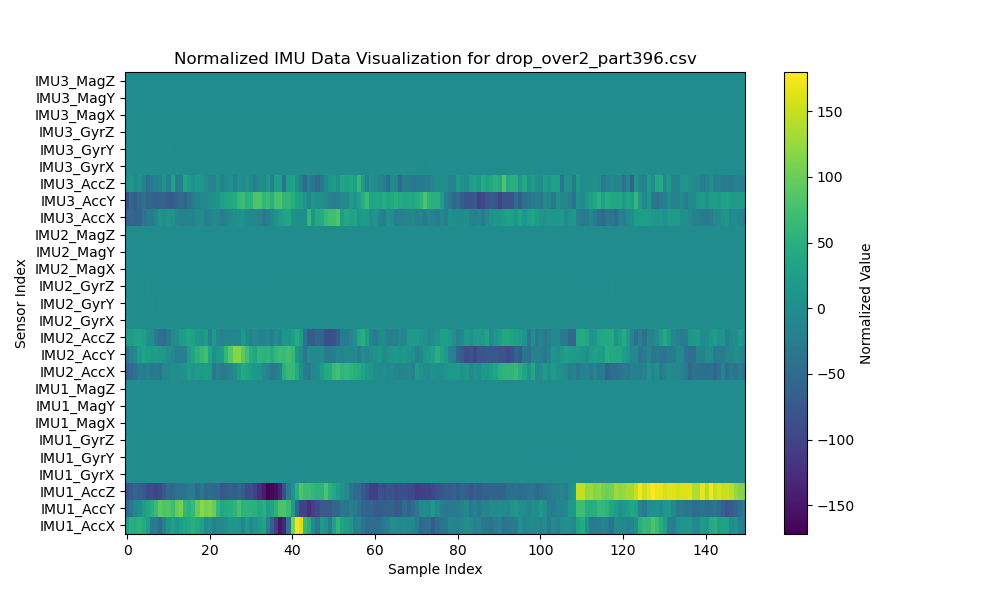 Normalized IMU Data Visualization for drop_over2_part396.csv
IMU3_MagZ
IMU3_MagY
IMU3_MagX
IMU3_GyrZ
IMU3_GyrY
IMU3_GyrX
IMU3_AccZ
IMU3_AccY
IMU3_AccX
IMU2_MagZ
IMU2_MagY
IMU2_MagX
IMU2_GyrZ
IMU2_GyrY
IMU2_GyrX
IMU2_AccZ
IMU2_AccY
IMU2_AccX
IMU1_MagZ
IMU1_MagY
IMU1_MagX
IMU1_GyrZ
IMU1_GyrY
IMU1_GyrX
IMU1_AccZ
IMU1_AccY
IMU1_AccX
Sensor Index
0 20 40 60 80 100 120 140
Sample Index
150
100
50
0
−50
−100
−150
Normalized Value